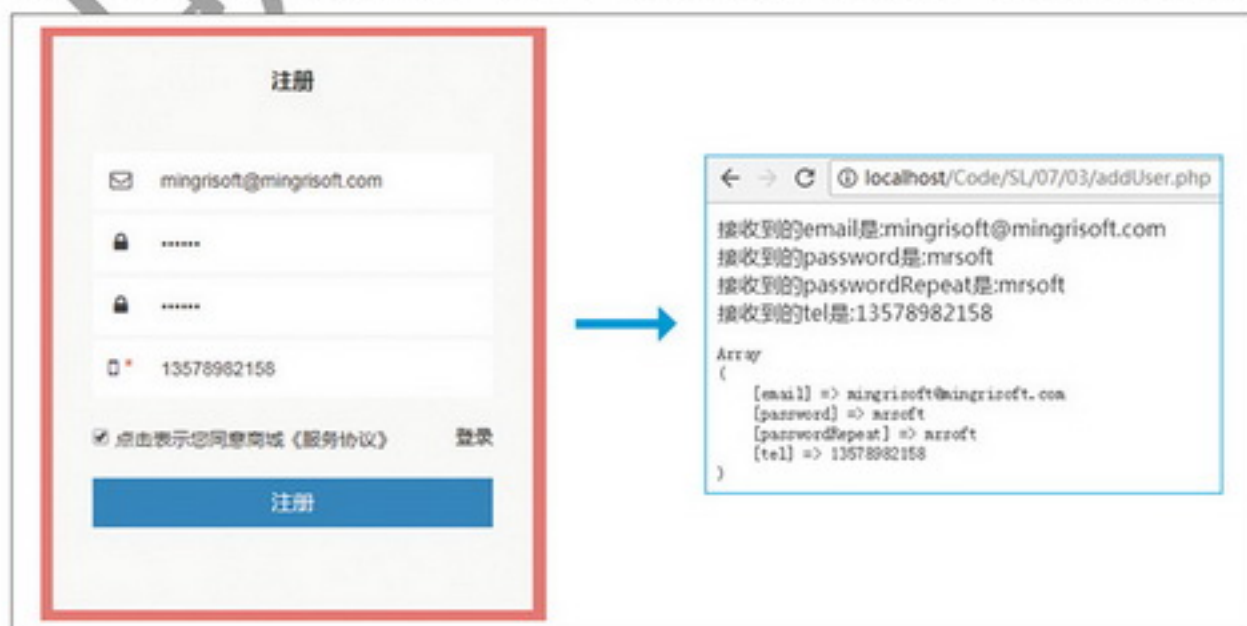 注册
mingrisoft@mingrisoft.com
••••••
••••••
* 13578982158
点击表示您同意商城《服务协议》 登录
注册
localhost/Code/SL/07/03/addUser.php
接收到的email是:mingrisoft@mingrisoft.com
接收到的password是:mrsoft
接收到的passwordRepeat是:mrsoft
接收到的tel是:13578982158
Array
(
[email] => mingrisoft@mingrisoft.com
[password] => mrsoft
[passwordRepeat] => mrsoft
[tel] => 13578982158
)